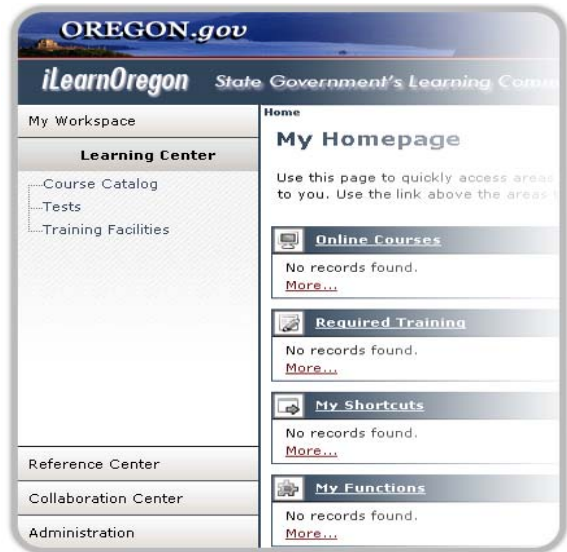 OREGON.gov
iLearnOregon State Government's Learning
My Workspace
Learning Center
Course Catalog
Tests
Training Facilities
Reference Center
Collaboration Center
Administration
Home
My Homepage
Use this page to quickly access areas
to you. Use the link above the areas
Online Courses
No records found.
More...
Required Training
No records found.
More...
My Shortcuts
No records found.
More...
My Functions
No records found.
More...